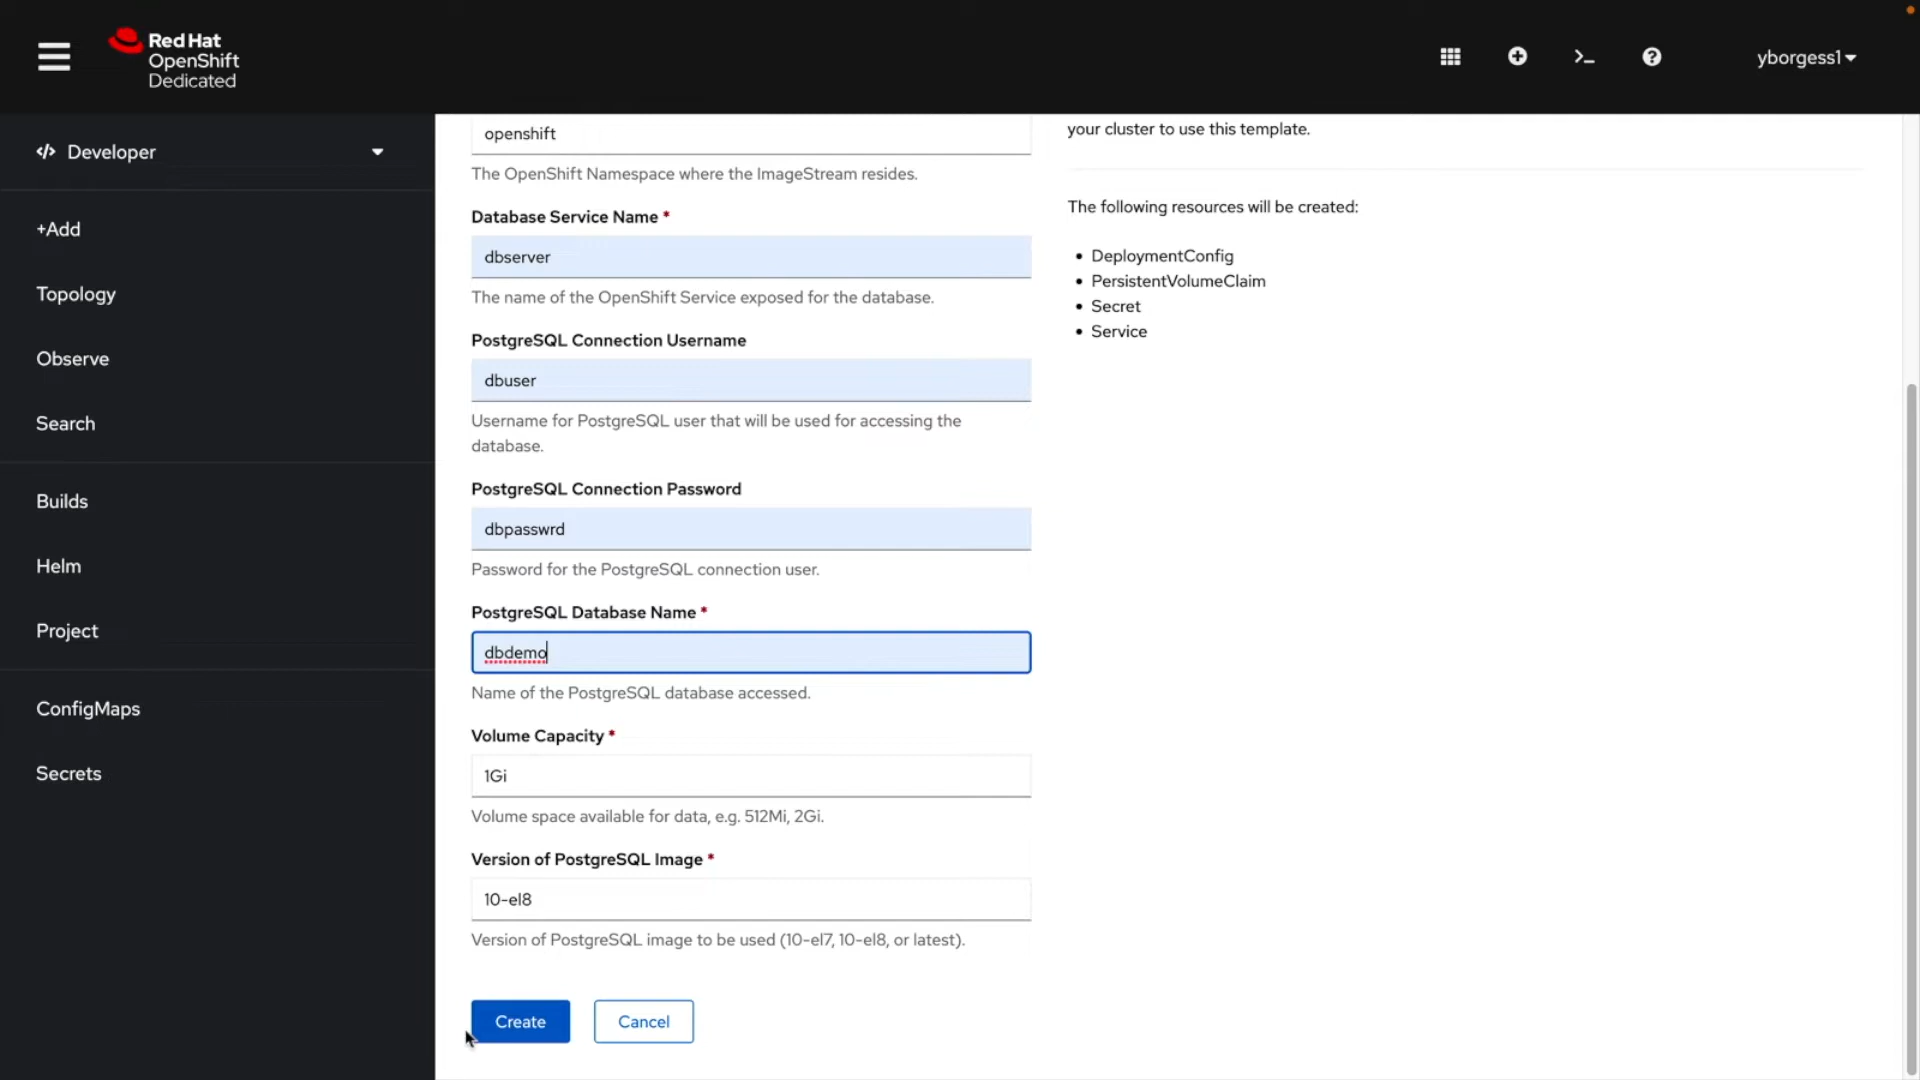 Red Hat
OpenShift
Dedicated
yborgess1
Developer
+Add
Topology
Observe
Search
Builds
Helm
Project
ConfigMaps
Secrets
openshift
The OpenShift Namespace where the ImageStream resides.
Database Service Name *
dbserver
The name of the OpenShift Service exposed for the database.
PostgreSQL Connection Username
dbuser
Username for PostgreSQL user that will be used for accessing the
database.
PostgreSQL Connection Password
dbpasswrd
Password for the PostgreSQL connection user.
PostgreSQL Database Name *
dbdemo
Name of the PostgreSQL database accessed.
Volume Capacity *
1Gi
Volume space available for data, e.g. 512Mi, 2Gi.
Version of PostgreSQL Image *
10-el8
Version of PostgreSQL image to be used (10-el7, 10-el8, or latest).
Create
Cancel
your cluster to use this template.
The following resources will be created:
• DeploymentConfig
• PersistentVolumeClaim
• Secret
• Service